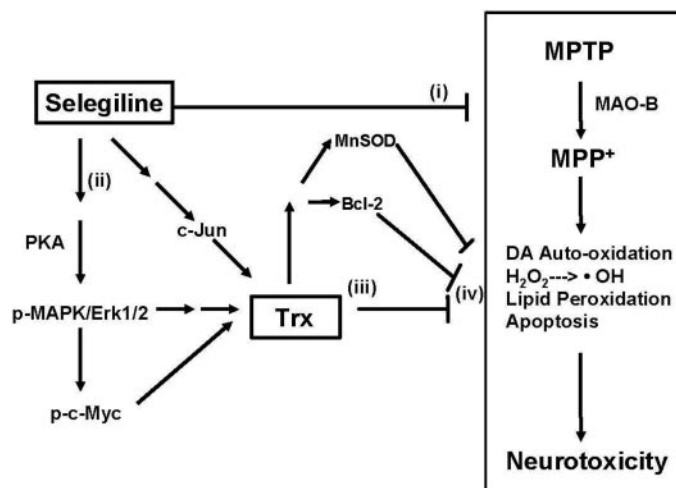 MPTP
(i)
Selegiline
MAO-B
MnSOD
MPP⁺
(ii)
Bcl-2
c-Jun
PKA
DA Auto-oxidation
H₂O₂---> • OH
(iii)
(iv)
Lipid Peroxidation
p-MAPK/Erk1/2
Trx
Apoptosis
p-c-Myc
Neurotoxicity